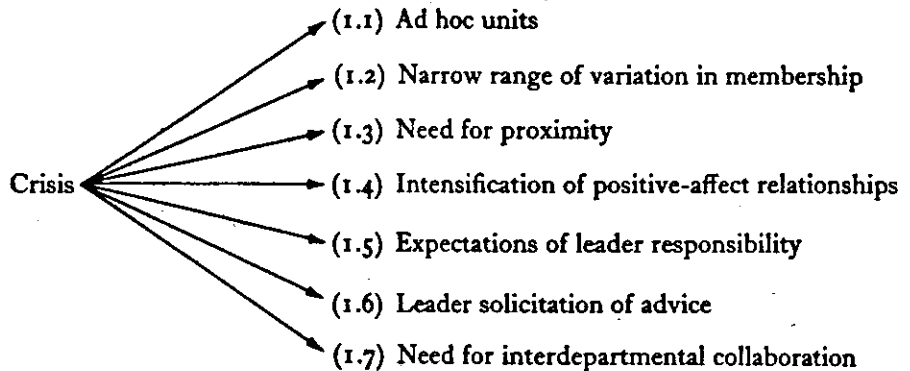 (1.1) Ad hoc units
(1.2) Narrow range of variation in membership
(1.3) Need for proximity
Crisis (1.4) Intensification of positive-affect relationships
(1.5) Expectations of leader responsibility
(1.6) Leader solicitation of advice
(1.7) Need for interdepartmental collaboration